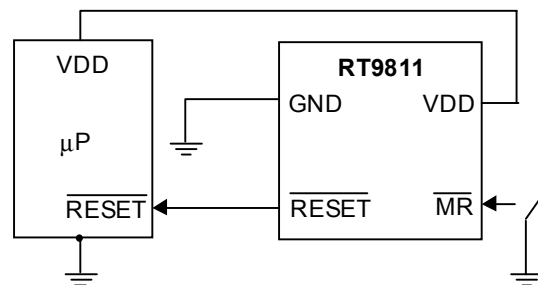 VDD
μP
RESET
RT9811
GND VDD
RESET MR